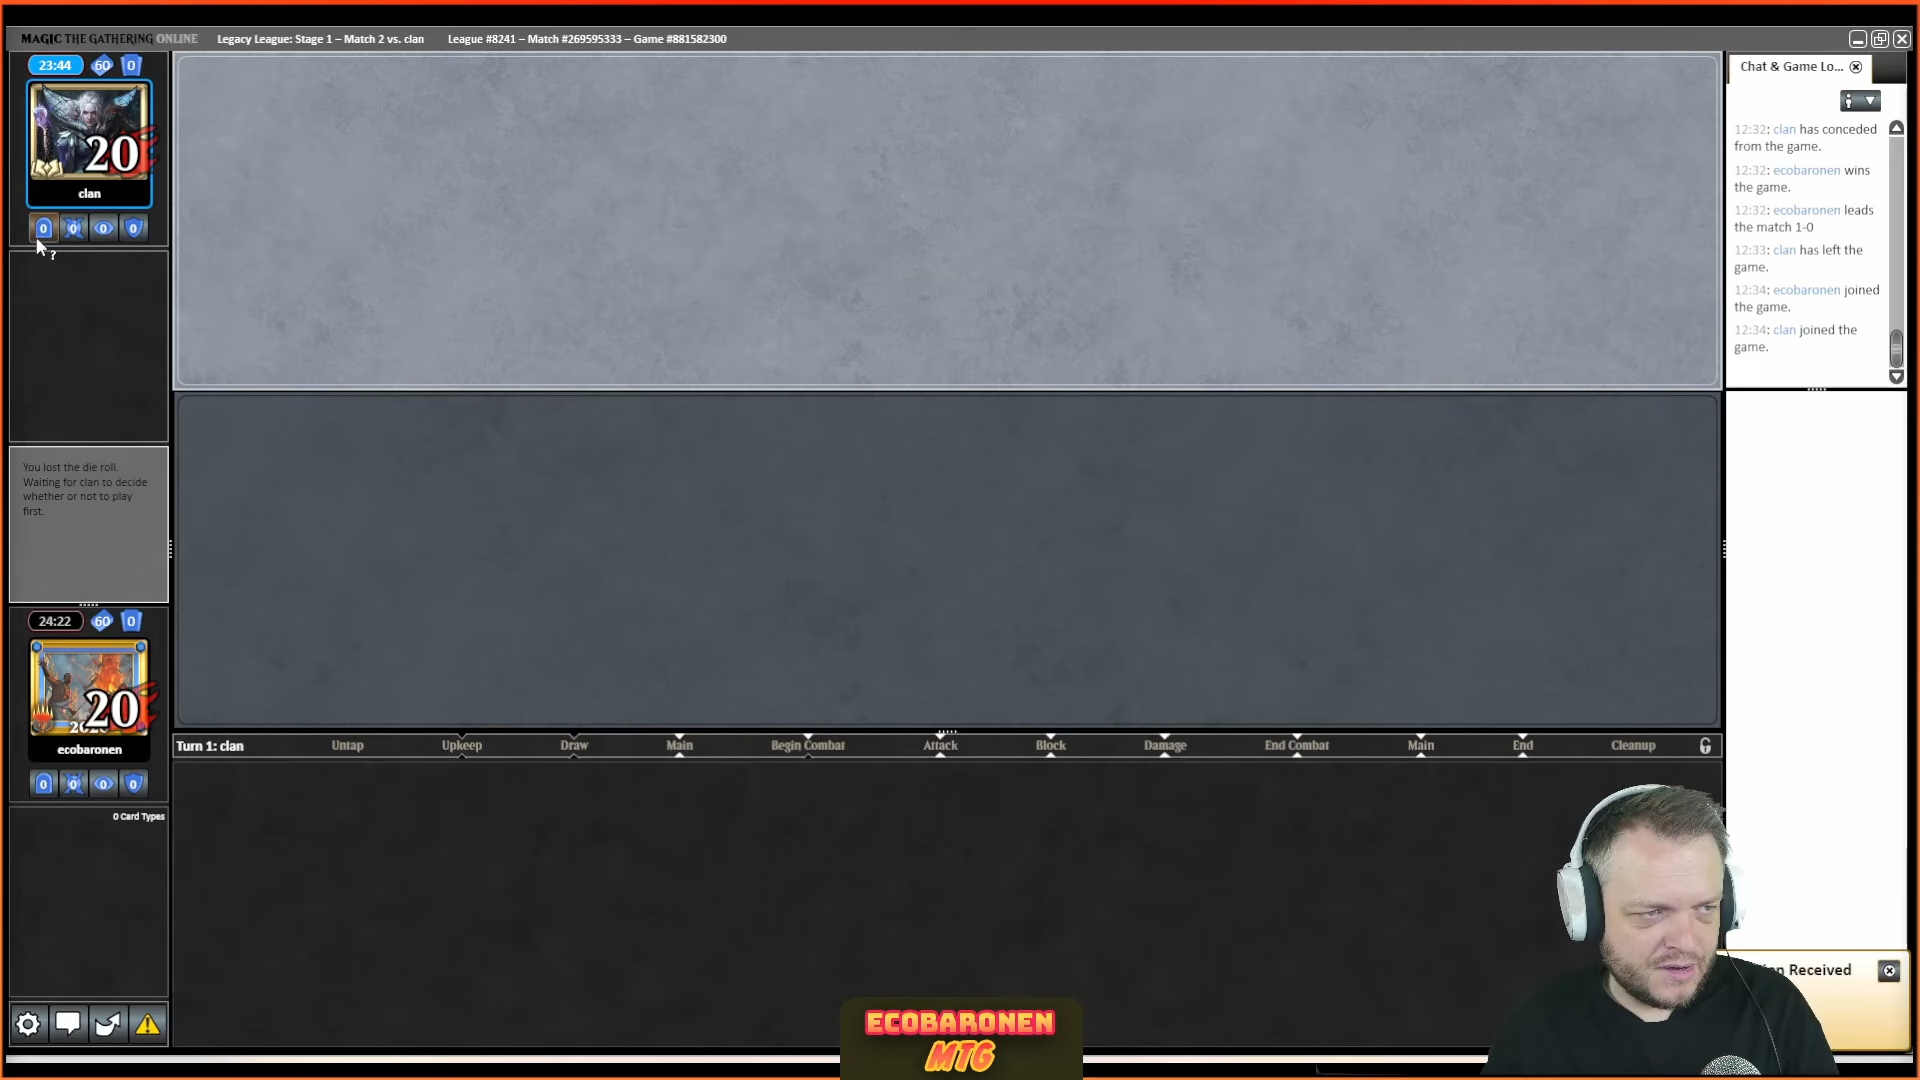 MAGIC THE GATHERING ONLINE
Legacy League: Stage 1 – Match 2 vs. clan
League #8241 – Match #269595333 – Game #881582300
23:44
60
0
20
clan
0
0
0
0
?
You lost the die roll.
Waiting for clan to decide
whether or not to play
first.
24:22
60
0
20
ecobaronen
0
0
0
0
0 Card Types
Turn 1: clan
Untap
Upkeep
Draw
Main
Begin Combat
Attack
Block
Damage
End Combat
Main
End
Cleanup
Chat & Game Lo...
12:32: clan has conceded
from the game.
12:32: ecobaronen wins
the game.
12:32: ecobaronen leads
the match 1-0
12:33: clan has left the
game.
12:34: ecobaronen joined
the game.
12:34: clan joined the
game.
Received
ECOBARONEN
MTG